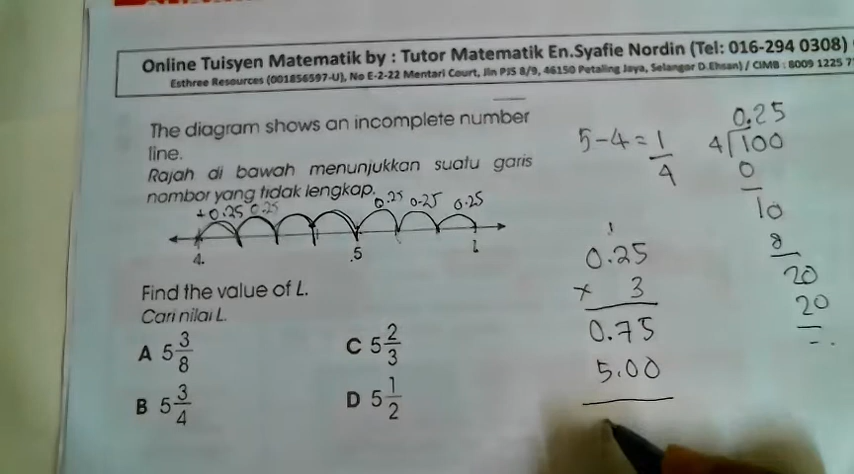 Online Tuisyen Matematik by : Tutor Matematik En.Syafie Nordin (Tel: 016-294 0308)
Esthree Resources (001856597-U), No E-2-22 Mentari Court, Jln PJS 8/9, 46150 Petaling Jaya, Selangor D.Ehsan) / CIMB : 8009 1225 7
The diagram shows an incomplete number
line.
Rajah di bawah menunjukkan suatu garis
nombor yang tidak lengkap.
+0.25 0.25 0.25 0.25 0.25
4. .5 L
Find the value of L.
Cari nilai L.
A 5 3/8
B 5 3/4
C 5 2/3
D 5 1/2
5-4=1/4
1
0.25
× 3
0.75
5.00
0.25
4 100
0
10
8
20
20